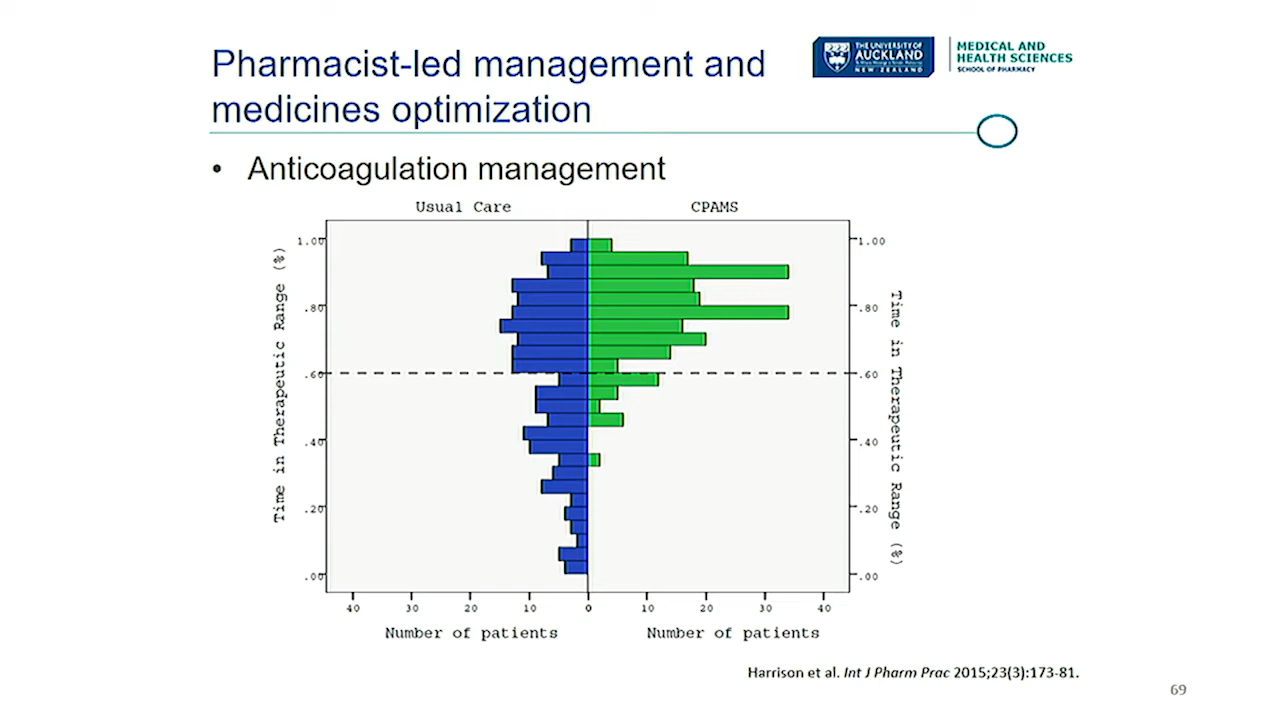 Pharmacist-led management and
medicines optimization
THE UNIVERSITY OF
AUCKLAND
NEW ZEALAND
MEDICAL AND
HEALTH SCIENCES
SCHOOL OF PHARMACY
• Anticoagulation management
Usual Care
CPAMS
Time in Therapeutic Range (%)
1.00
.80
.60
.40
.20
.00
1.00
.80
.60
.40
.20
.00
Time in Therapeutic Range (%)
40 30 20 10 0 10 20 30 40
Number of patients
Number of patients
Harrison et al. Int J Pharm Prac 2015;23(3):173-81.
69